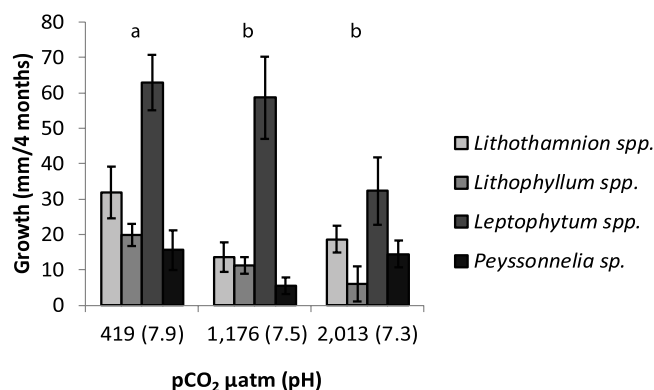 80
70
60
50
40
30
20
10
0
Growth (mm/4 months)
a b b
419 (7.9) 1,176 (7.5) 2,013 (7.3)
pCO₂ µatm (pH)
Lithothamnion spp.
Lithophyllum spp.
Leptophytum spp.
Peyssonnelia sp.